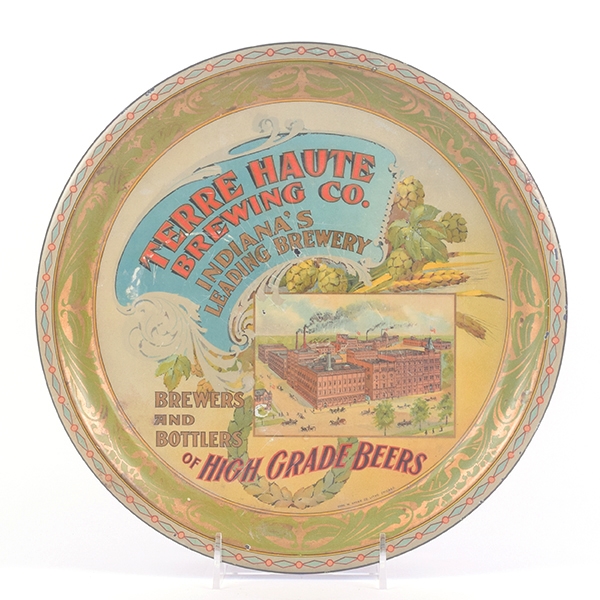 TERRE HAUTE
BREWING CO.
INDIANA'S
LEADING BREWERY
BREWERS
AND
BOTTLERS
OF HIGH GRADE BEERS